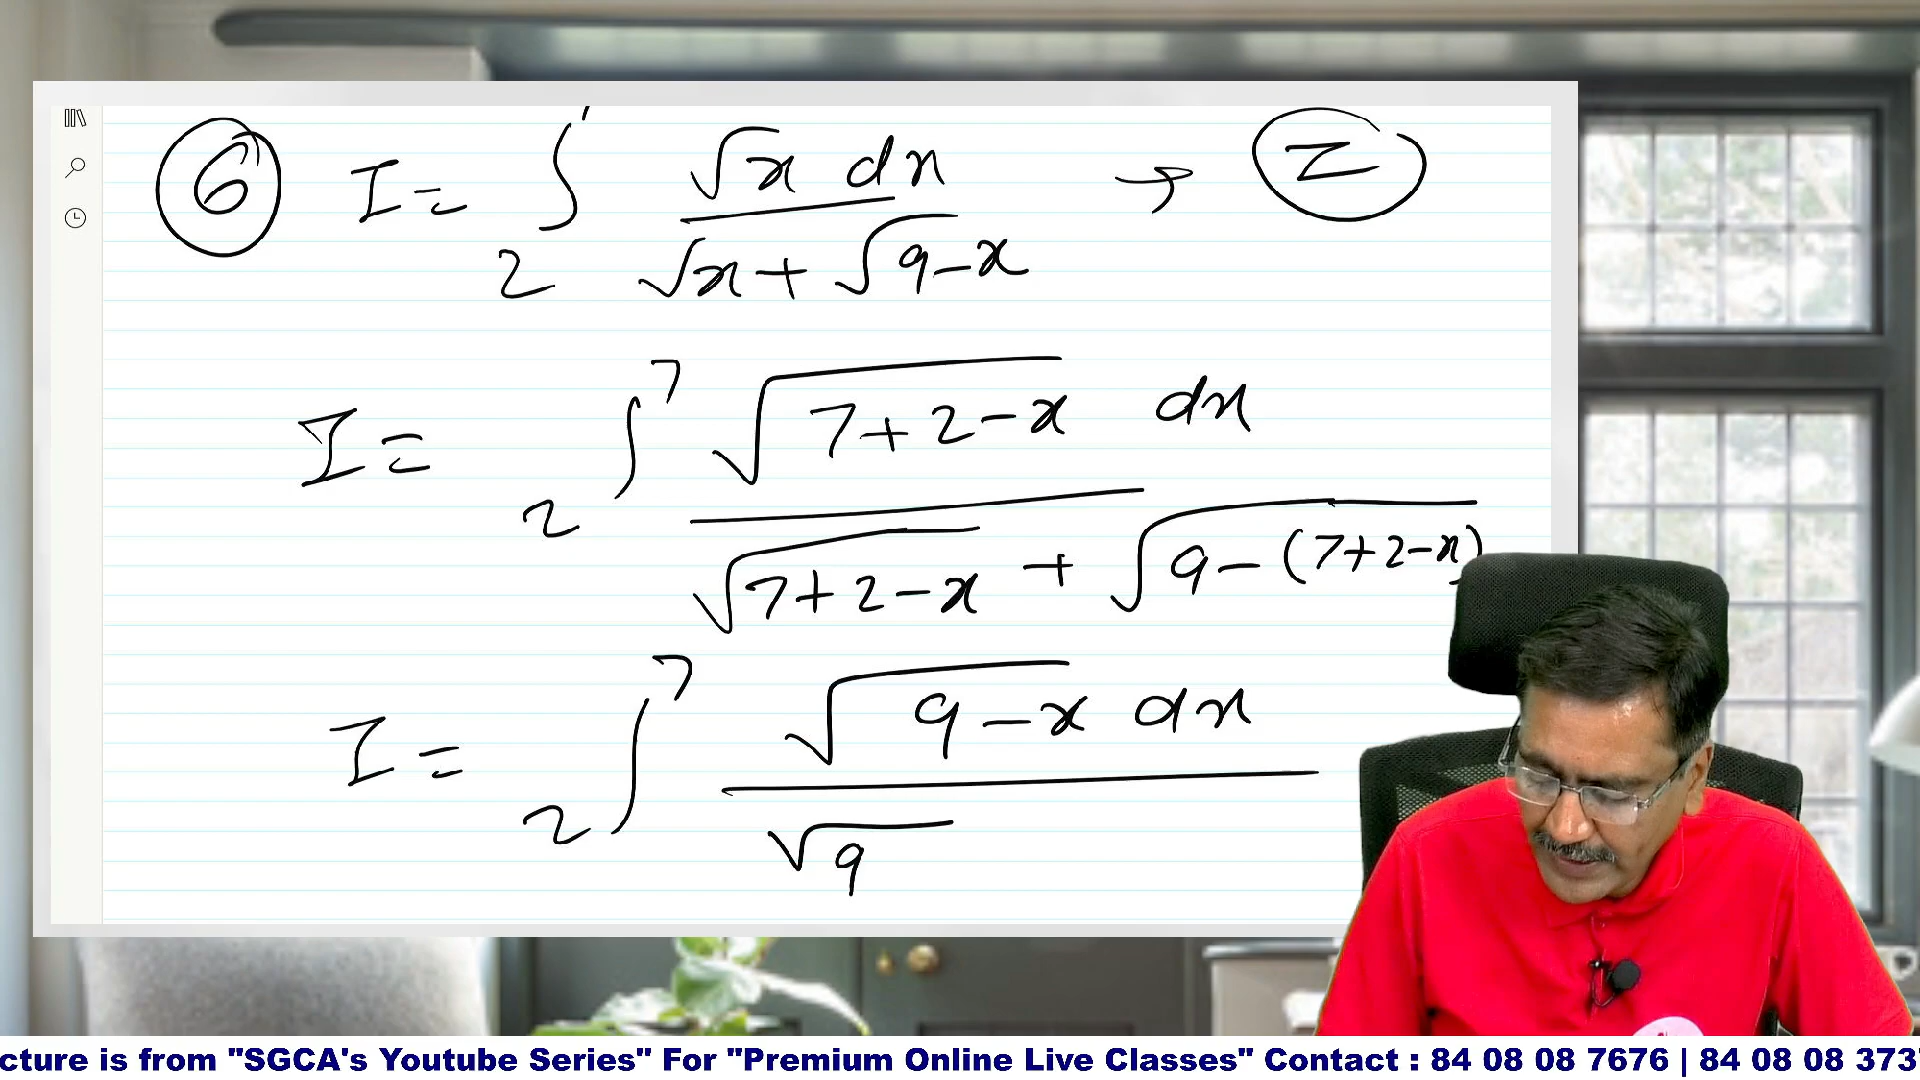 6 I = ∫₂⁷ √x dx / (√x + √(9-x)) → Z
I = ∫₂⁷ √(7+2-x) dx / (√(7+2-x) + √(9-(7+2-x)))
I = ∫₂⁷ √(9-x) dx / √9
cture is from "SGCA's Youtube Series" For "Premium Online Live Classes" Contact : 84 08 08 7676 | 84 08 08 373